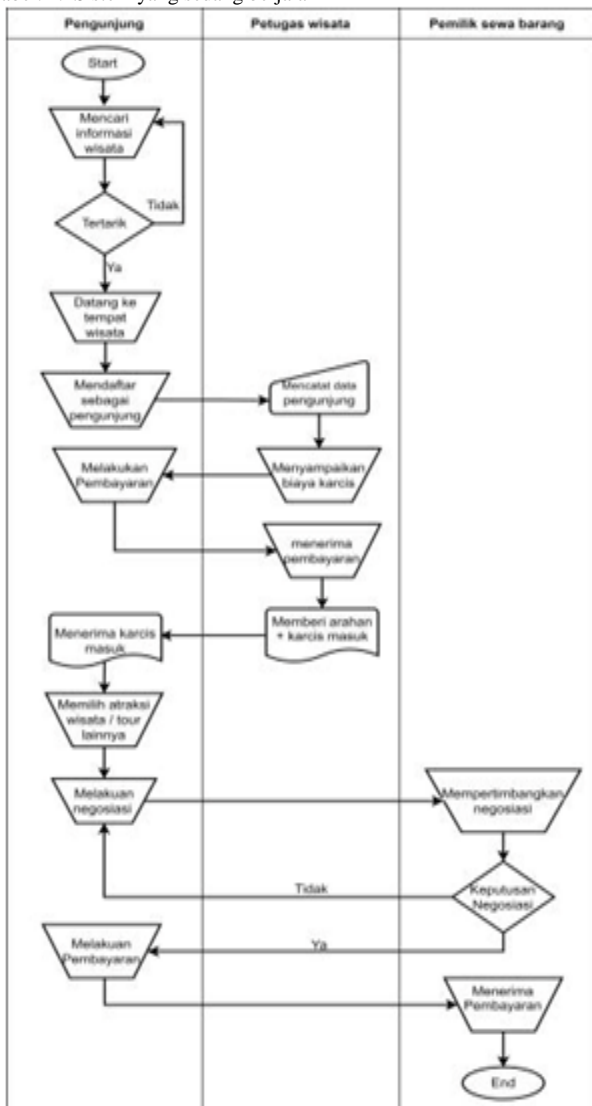 Pengunjung
Petugas wisata
Pemilik sewa barang
Start
Mencari
informasi
wisata
Tidak
Tertarik
Ya
Datang ke
tempat
wisata
Mendaftar
sebagai
pengunjung
Mencatat data
pengunjung
Melakukan
Pembayaran
Menyampaikan
biaya karcis
menerima
pembayaran
Memberi arahan
+ karcis masuk
Menerima karcis
masuk
Memilih atraksi
wisata / tour
lainnya
Melakuan
negosiasi
Mempertimbangkan
negosiasi
Tidak
Keputusan
Negosiasi
Ya
Melakuan
Pembayaran
Menerima
Pembayaran
End